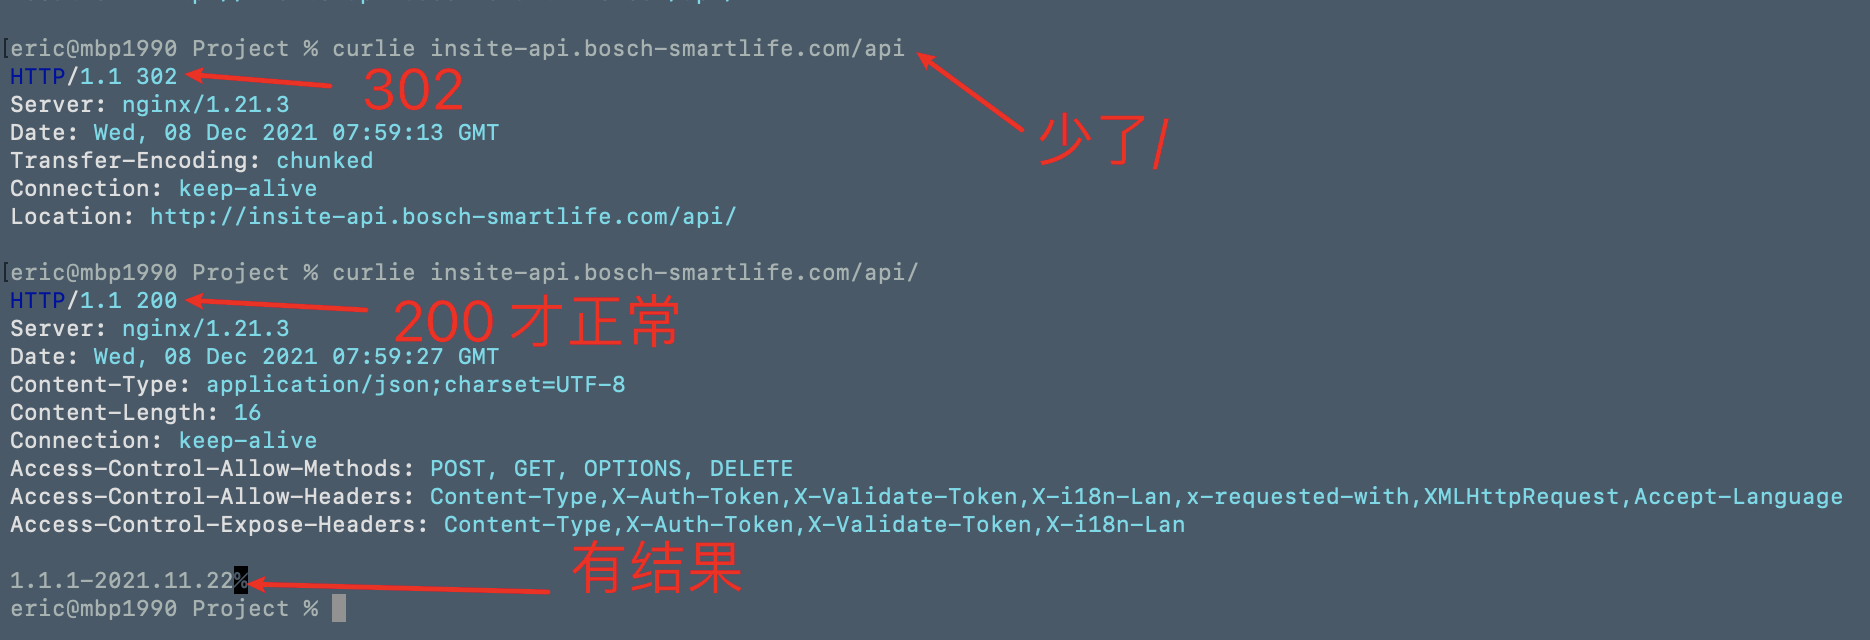 eric@mbp1990 Project % curlie insite-api.bosch-smartlife.com/api
HTTP/1.1 302
302
Server: nginx/1.21.3
Date: Wed, 08 Dec 2021 07:59:13 GMT
少了/
Transfer-Encoding: chunked
Connection: keep-alive
Location: http://insite-api.bosch-smartlife.com/api/
eric@mbp1990 Project % curlie insite-api.bosch-smartlife.com/api/
HTTP/1.1 200
200 才正常
Server: nginx/1.21.3
Date: Wed, 08 Dec 2021 07:59:27 GMT
Content-Type: application/json;charset=UTF-8
Content-Length: 16
Connection: keep-alive
Access-Control-Allow-Methods: POST, GET, OPTIONS, DELETE
Access-Control-Allow-Headers: Content-Type,X-Auth-Token,X-Validate-Token,X-i18n-Lan,x-requested-with,XMLHttpRequest,Accept-Language
Access-Control-Expose-Headers: Content-Type,X-Auth-Token,X-Validate-Token,X-i18n-Lan
有结果
1.1.1-2021.11.22%
eric@mbp1990 Project %